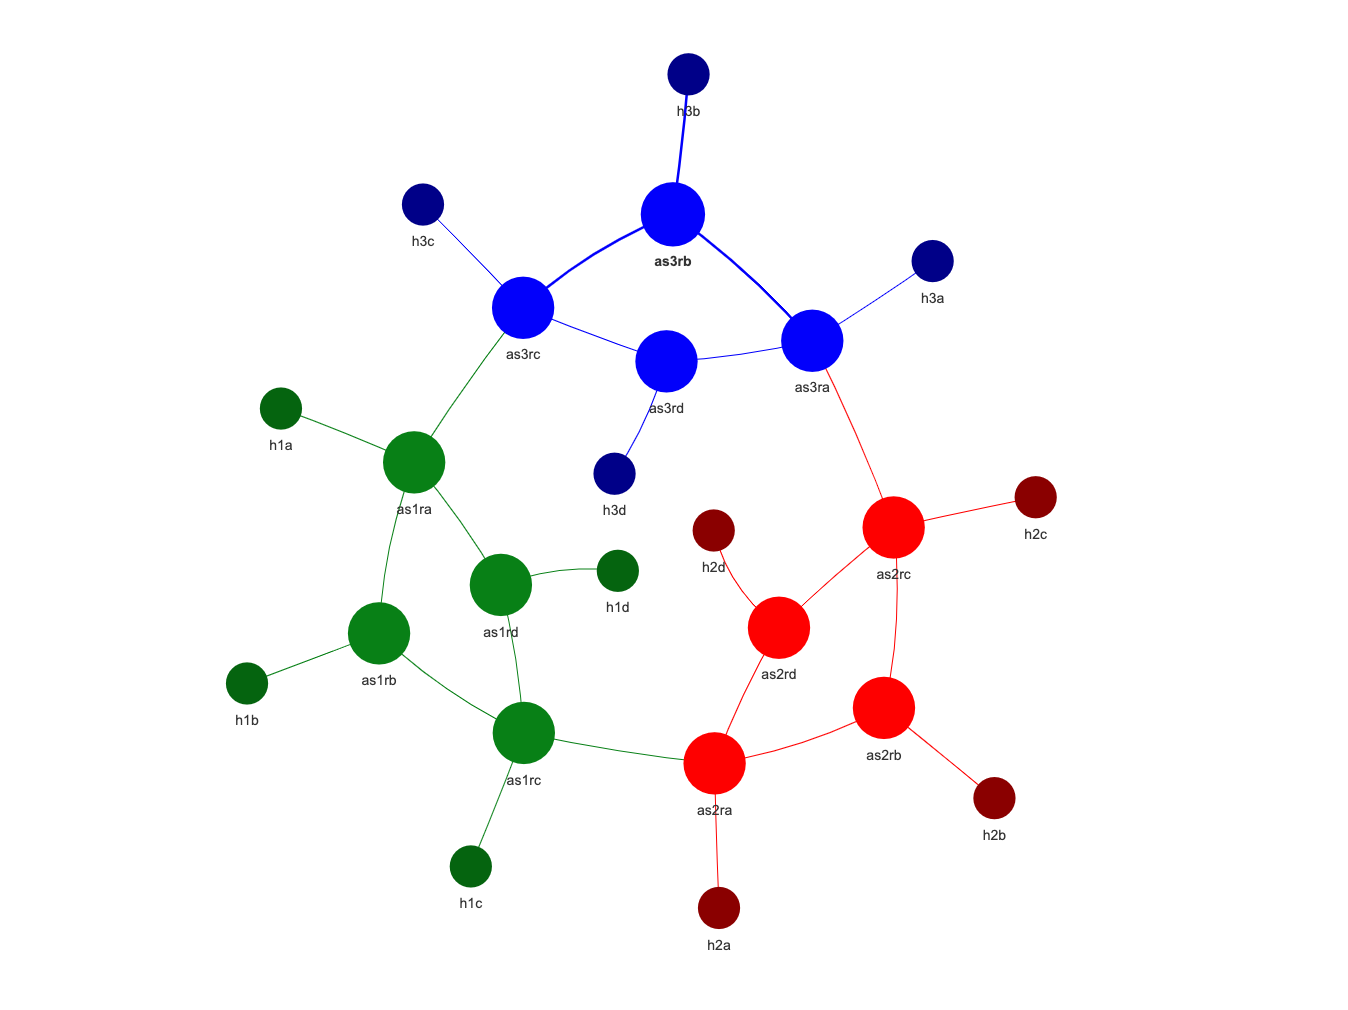 h3b
h3c
as3rb
h3a
as3rc
as3ra
as3rd
h1a
as1ra
h3d
h2c
h2d
as2rc
h1d
as1rd
as2rd
as1rb
h1b
as2rb
as1rc
as2ra
h2b
h1c
h2a